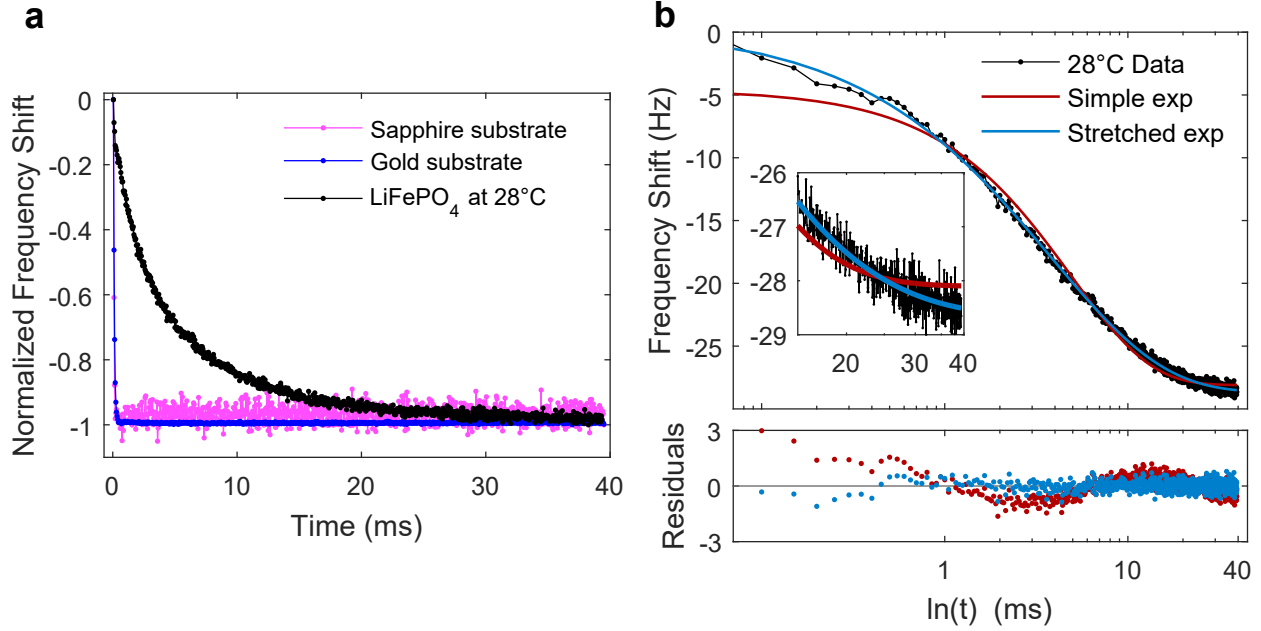 a
0
-0.2
-0.4
-0.6
-0.8
-1
Normalized Frequency Shift
Sapphire substrate
Gold substrate
LiFePO4 at 28°C
0
10
20
30
40
Time (ms)
b
0
-5
-10
-15
-20
-25
Frequency Shift (Hz)
28°C Data
Simple exp
Stretched exp
-26
-27
-28
-29
20
30
40
3
0
-3
Residuals
1
10
40
ln(t) (ms)